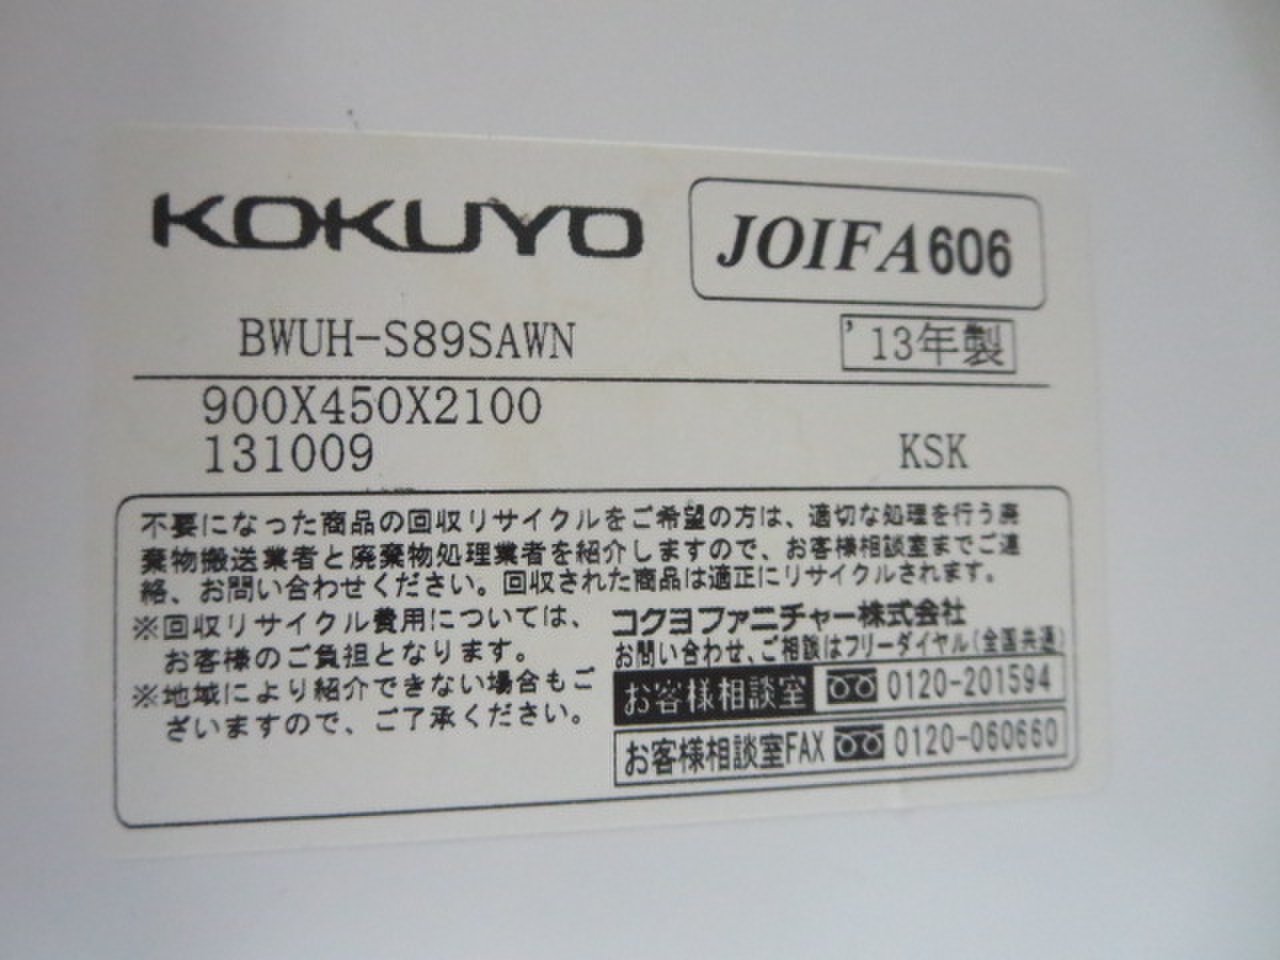 KOKUYO
JOIFA606
BWUH-S89SAWN
'13年製
900X450X2100
131009
KSK
不要になった商品の回収リサイクルをご希望の方は、適切な処理を行う廃
棄物搬送業者と廃棄物処理業者を紹介しますので、お客様相談室までご連
絡、お問い合わせください。回収された商品は適正にリサイクルされます。
※回収リサイクル費用については、
お客様のご負担となります。
※地域により紹介できない場合もご
ざいますので、ご了承ください。
コクヨファニチャー株式会社
お問い合わせ、ご相談はフリーダイヤル(全国共通)
お客様相談室 0120-201594
お客様相談室FAX 0120-060660